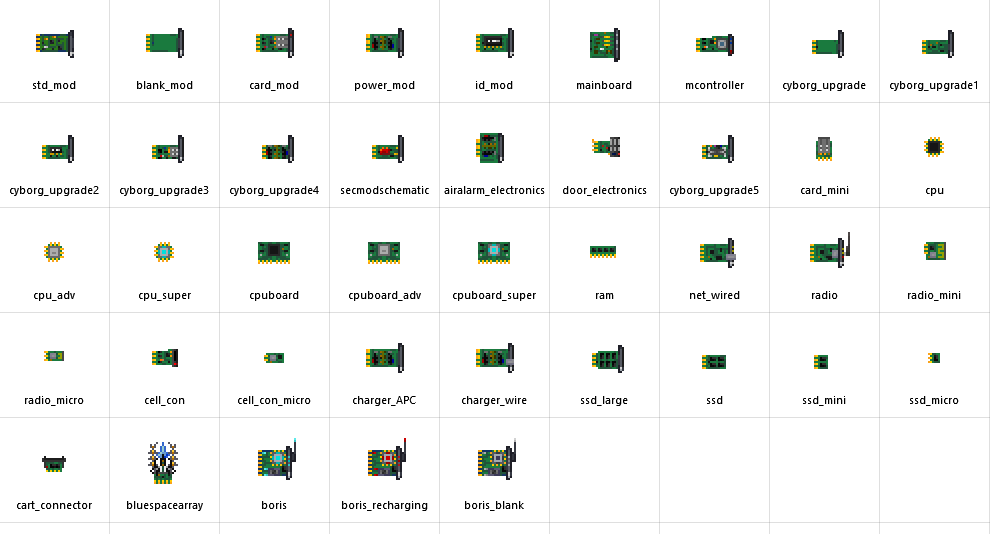 std_mod blank_mod card_mod power_mod id_mod mainboard mcontroller cyborg_upgrade cyborg_upgrade1
cyborg_upgrade2 cyborg_upgrade3 cyborg_upgrade4 secmodschematic airalarm_electronics door_electronics cyborg_upgrade5 card_mini cpu
cpu_adv cpu_super cpuboard cpuboard_adv cpuboard_super ram net_wired radio radio_mini
radio_micro cell_con cell_con_micro charger_APC charger_wire ssd_large ssd ssd_mini ssd_micro
cart_connector bluespacearray boris boris_recharging boris_blank